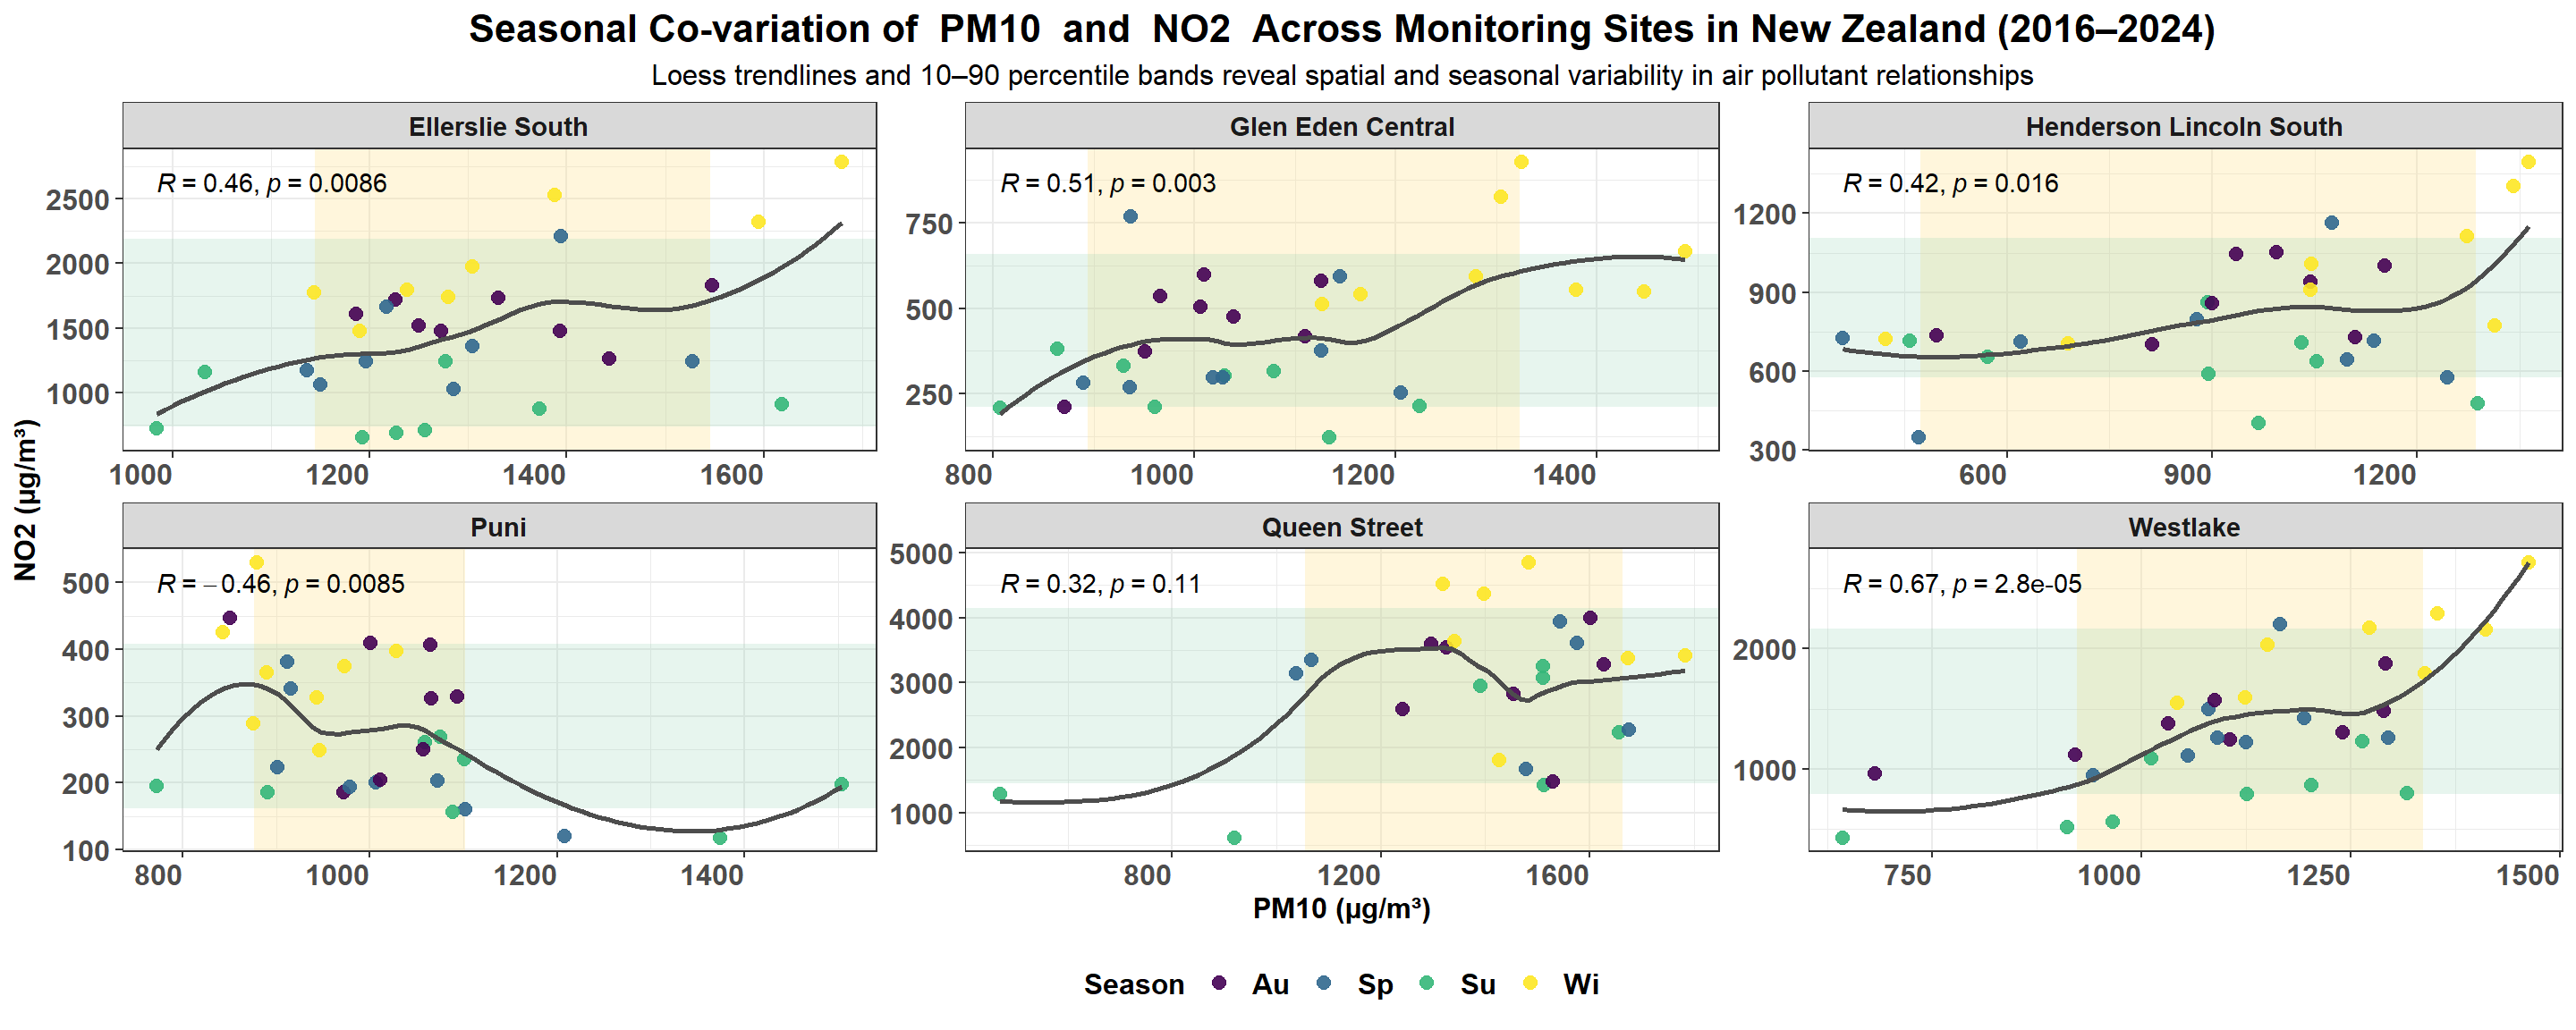 Seasonal Co-variation of  PM10  and  NO2  Across Monitoring Sites in New Zealand (2016–2024)
Loess trendlines and 10–90 percentile bands reveal spatial and seasonal variability in air pollutant relationships
Ellerslie South
R = 0.46, p = 0.0086
2500
2000
1500
1000
1000 1200 1400 1600
Glen Eden Central
R = 0.51, p = 0.003
750
500
250
800 1000 1200 1400
Henderson Lincoln South
R = 0.42, p = 0.016
1200
900
600
300
600 900 1200
NO2 (µg/m³)
Puni
R = −0.46, p = 0.0085
500
400
300
200
100
800 1000 1200 1400
Queen Street
R = 0.32, p = 0.11
5000
4000
3000
2000
1000
800 1200 1600
Westlake
R = 0.67, p = 2.8e-05
2000
1000
750 1000 1250 1500
PM10 (µg/m³)
Season Au Sp Su Wi